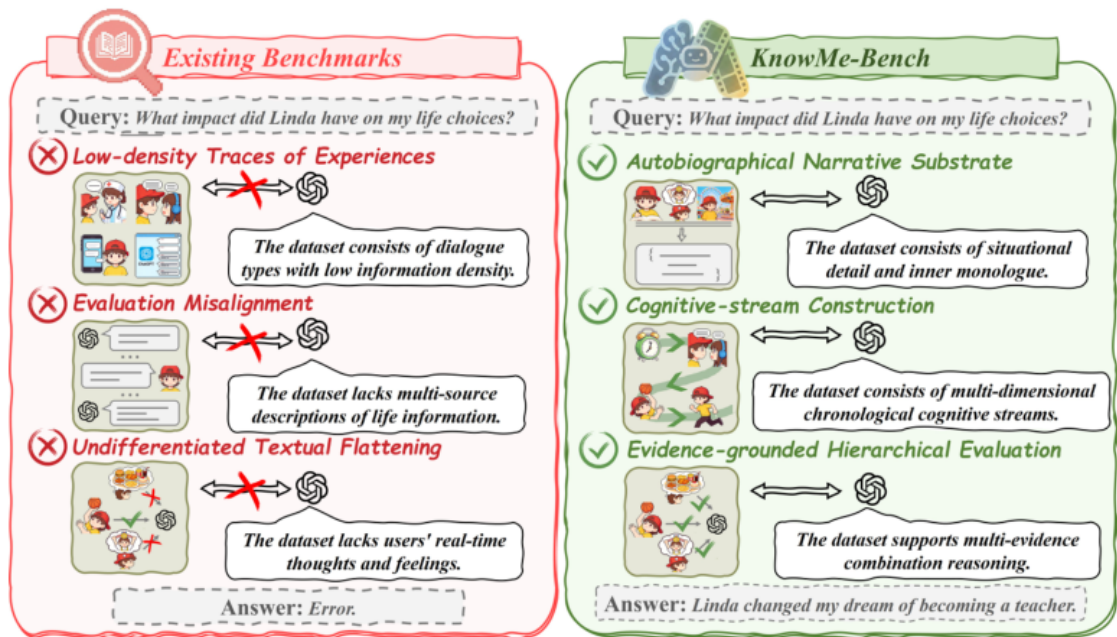 Existing Benchmarks
Query: What impact did Linda have on my life choices?
Low-density Traces of Experiences
The dataset consists of dialogue
types with low information density.
Evaluation Misalignment
The dataset lacks multi-source
descriptions of life information.
Undifferentiated Textual Flattening
The dataset lacks users' real-time
thoughts and feelings.
Answer: Error.
KnowMe-Bench
Query: What impact did Linda have on my life choices?
Autobiographical Narrative Substrate
The dataset consists of situational
detail and inner monologue.
Cognitive-stream Construction
The dataset consists of multi-dimensional
chronological cognitive streams.
Evidence-grounded Hierarchical Evaluation
The dataset supports multi-evidence
combination reasoning.
Answer: Linda changed my dream of becoming a teacher.